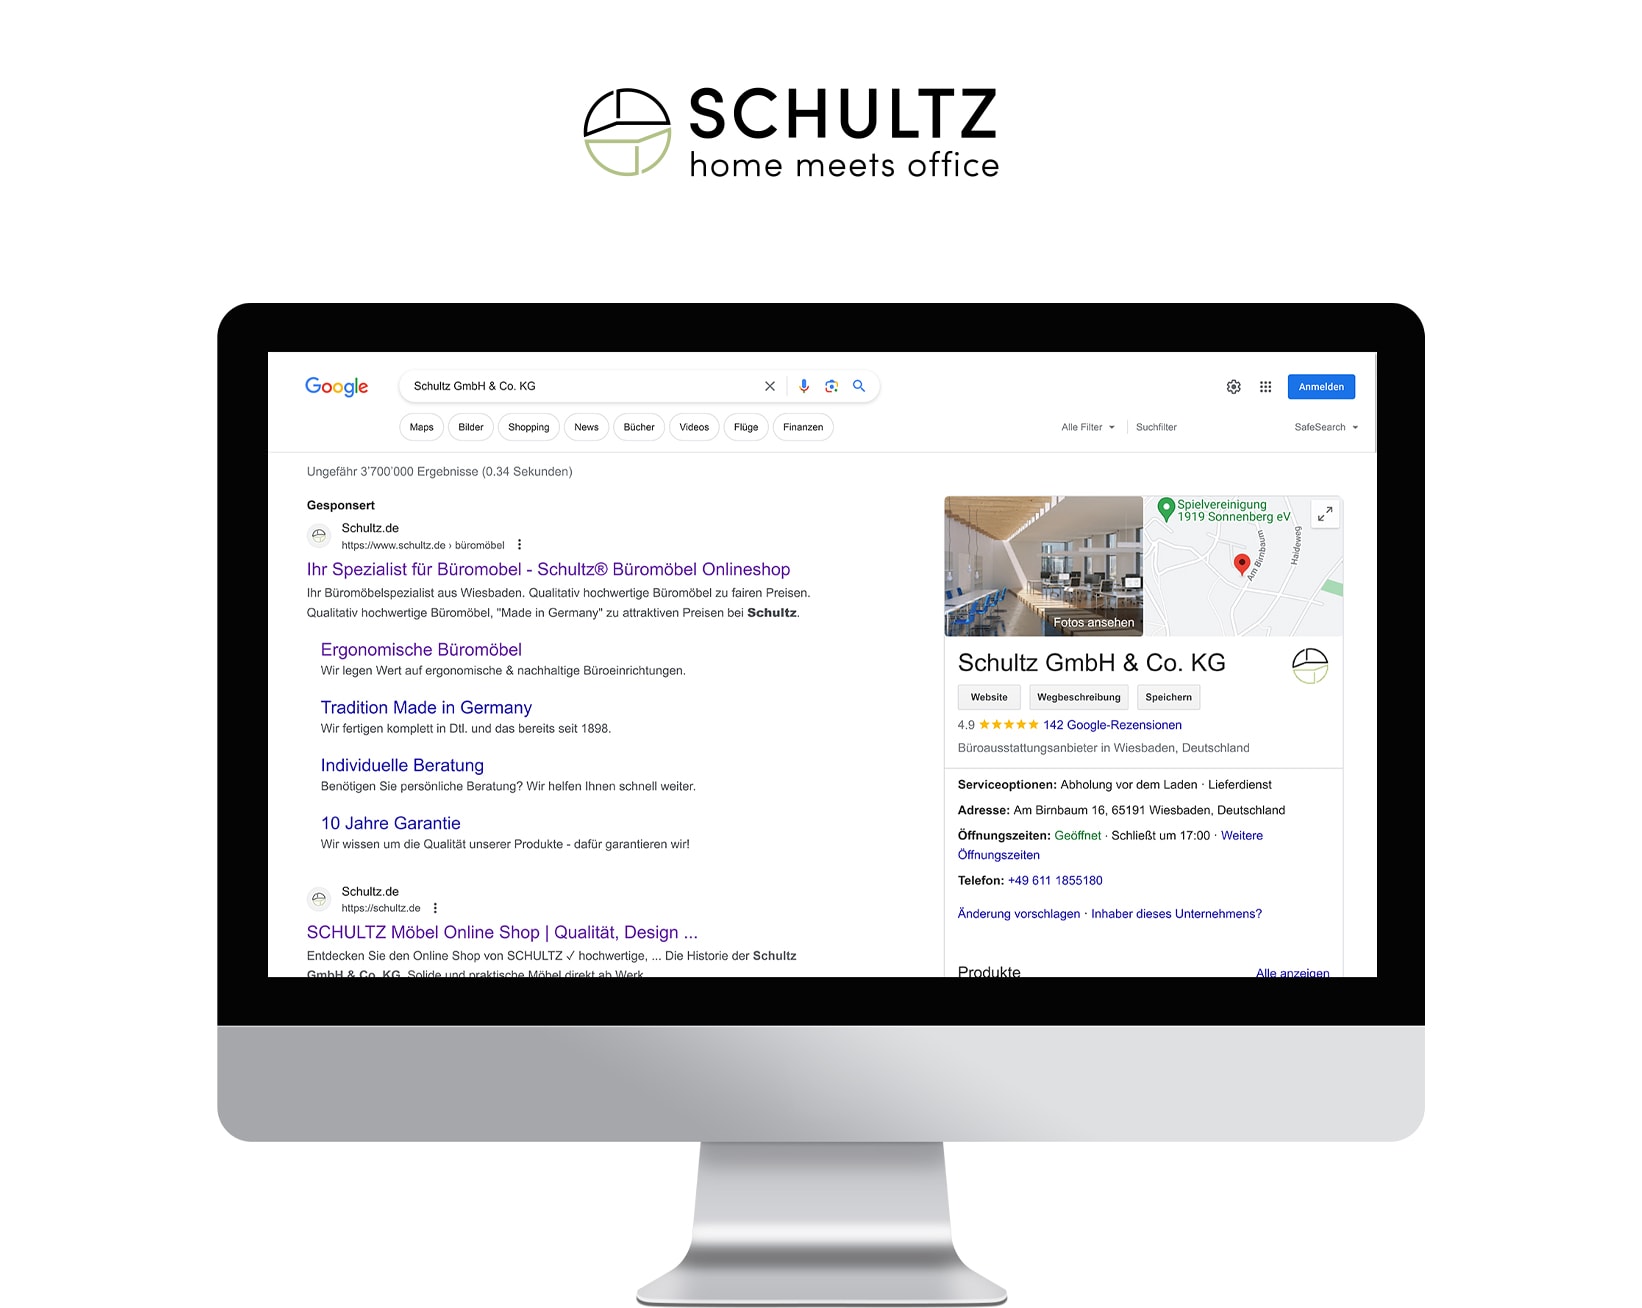 SCHULTZ
home meets office
Google
Schultz GmbH & Co. KG
Anmelden
Maps
Bilder
Shopping
News
Bücher
Videos
Flüge
Finanzen
Alle Filter
Suchfilter
SafeSearch
Ungefähr 3'700'000 Ergebnisse (0.34 Sekunden)
Gesponsert
Schultz.de
https://www.schultz.de › büromöbel
Ihr Spezialist für Büromobel - Schultz® Büromöbel Onlineshop
Ihr Büromöbelspezialist aus Wiesbaden. Qualitativ hochwertige Büromöbel zu fairen Preisen.
Qualitativ hochwertige Büromöbel, "Made in Germany" zu attraktiven Preisen bei Schultz.
Ergonomische Büromöbel
Wir legen Wert auf ergonomische & nachhaltige Büroeinrichtungen.
Tradition Made in Germany
Wir fertigen komplett in Dtl. und das bereits seit 1898.
Individuelle Beratung
Benötigen Sie persönliche Beratung? Wir helfen Ihnen schnell weiter.
10 Jahre Garantie
Wir wissen um die Qualität unserer Produkte - dafür garantieren wir!
Schultz.de
https://schultz.de
SCHULTZ Möbel Online Shop | Qualität, Design ...
Entdecken Sie den Online Shop von SCHULTZ ✓ hochwertige, ... Die Historie der Schultz
GmbH & Co. KG. Solide und praktische Möbel direkt ab Werk
Fotos ansehen
Spielvereinigung
1919 Sonnenberg eV
Am Birnbaum
Haideweg
Schultz GmbH & Co. KG
Website
Wegbeschreibung
Speichern
4.9 ★★★★★ 142 Google-Rezensionen
Büroausstattungsanbieter in Wiesbaden, Deutschland
Serviceoptionen: Abholung vor dem Laden · Lieferdienst
Adresse: Am Birnbaum 16, 65191 Wiesbaden, Deutschland
Öffnungszeiten: Geöffnet · Schließt um 17:00 · Weitere
Öffnungszeiten
Telefon: +49 611 1855180
Änderung vorschlagen · Inhaber dieses Unternehmens?
Produkte
Alle anzeigen